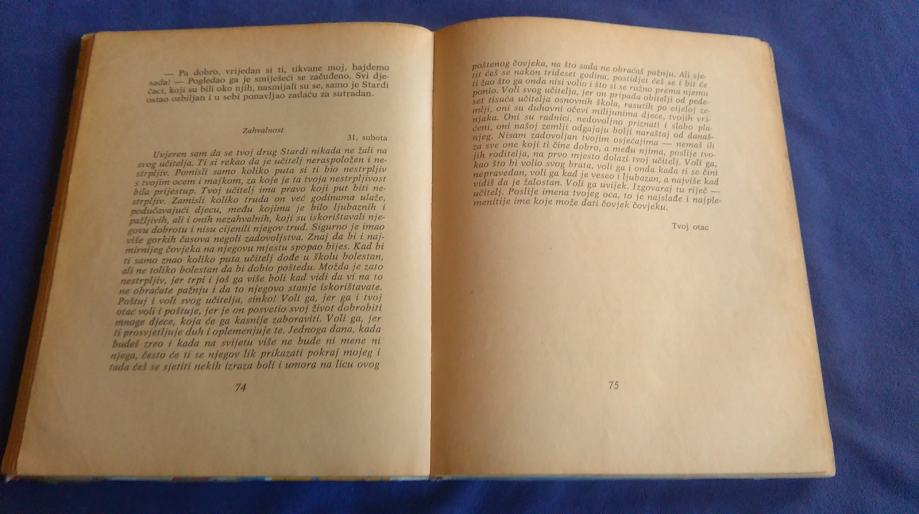 — Pa dobro, vrijedan si ti, tikvane moj, hajdemo
sada! — Pogledao ga je smiješeći se začuđeno. Svi dje-
čaci, koji su bili oko njih, nasmijali su se, samo je Stardi
ostao ozbiljan i u sebi ponavljao zadaću za sutradan.
Zahvalnost
31, subota
Uvjeren sam da se tvoj drug Stardi nikada ne žali na
svog učitelja. Ti si rekao da je učitelj neraspoložen i ne-
strpljiv. Pomisli samo koliko puta si ti bio nestrpljiv
s tvojim ocem i majkom, za koje je ta tvoja nestrpljivost
bila prijestup. Tvoj učitelj ima pravo koji put biti ne-
strpljiv. Zamisli koliko truda on već godinama ulaže,
podučavajući djecu, među kojima je bilo ljubaznih i
pažljivih, ali i onih nezahvalnih, koji su iskorištavali nje-
govu dobrotu i nisu cijenili njegov trud. Sigurno je imao
više gorkih časova negoli zadovoljstva. Znaj da bi i naj-
mirnijeg čovjeka na njegovu mjestu spopao bijes. Kad bi
ti samo znao koliko puta učitelj dođe u školu bolestan,
ali ne toliko bolestan da bi dobio poštedu. Možda je zato
nestrpljiv, jer trpi i još ga više boli kad vidi da vi na to
ne obraćate pažnju i da to njegovo stanje iskorištavate.
Poštuj i voli svog učitelja, sinko! Voli ga, jer ga i tvoj
otac voli i poštuje, jer je on posvetio svoj život dobrobiti
mnoge djece, koja će ga kasnije zaboraviti. Voli ga, jer
ti prosvjetljuje duh i oplemenjuje te. Jednoga dana, kada
budeš zreo i kada na svijetu više ne bude ni mene ni
njega, često će ti se njegov lik prikazati pokraj mojeg i
tada ćeš se sjetiti nekih izraza boli i umora na licu ovog
74
poštenog čovjeka, na što sada ne obraćaš pažnju. Ali sje-
tit ćeš se nakon trideset godina, postidjet ćeš se i bit će
ti žao što ga onda nisi volio i što si se ružno prema njemu
ponio. Voli svog učitelja, jer on pripada obitelji od pede-
set tisuća učitelja osnovnih škola, rasutih po cijeloj ze-
mlji, oni su duhovni očevi milijunima djece, tvojih vrš-
njaka. Oni su radnici, nedovoljno priznati i slabo pla-
ćeni, oni našoj zemlji odgajaju bolji naraštaj od današ-
njeg. Nisam zadovoljan tvojim osjećajima — nemaš ih
za sve one koji ti čine dobro, a među njima, poslije tvo-
jih roditelja, na prvo mjesto dolazi tvoj učitelj. Voli ga,
kao što bi volio svog brata, voli ga i onda kada ti se čini
nepravedan, voli ga kad je veseo i ljubazan, a najviše kad
vidiš da je žalostan. Voli ga uvijek. Izgovaraj tu riječ —
učitelj. Poslije imena tvojeg oca, to je najslađe i najple-
menitije ime koje može dati čovjek čovjeku.
Tvoj otac
75